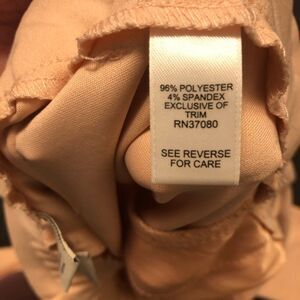 96% POLYESTER
4% SPANDEX
EXCLUSIVE OF
TRIM
RN37080
SEE REVERSE
FOR CARE